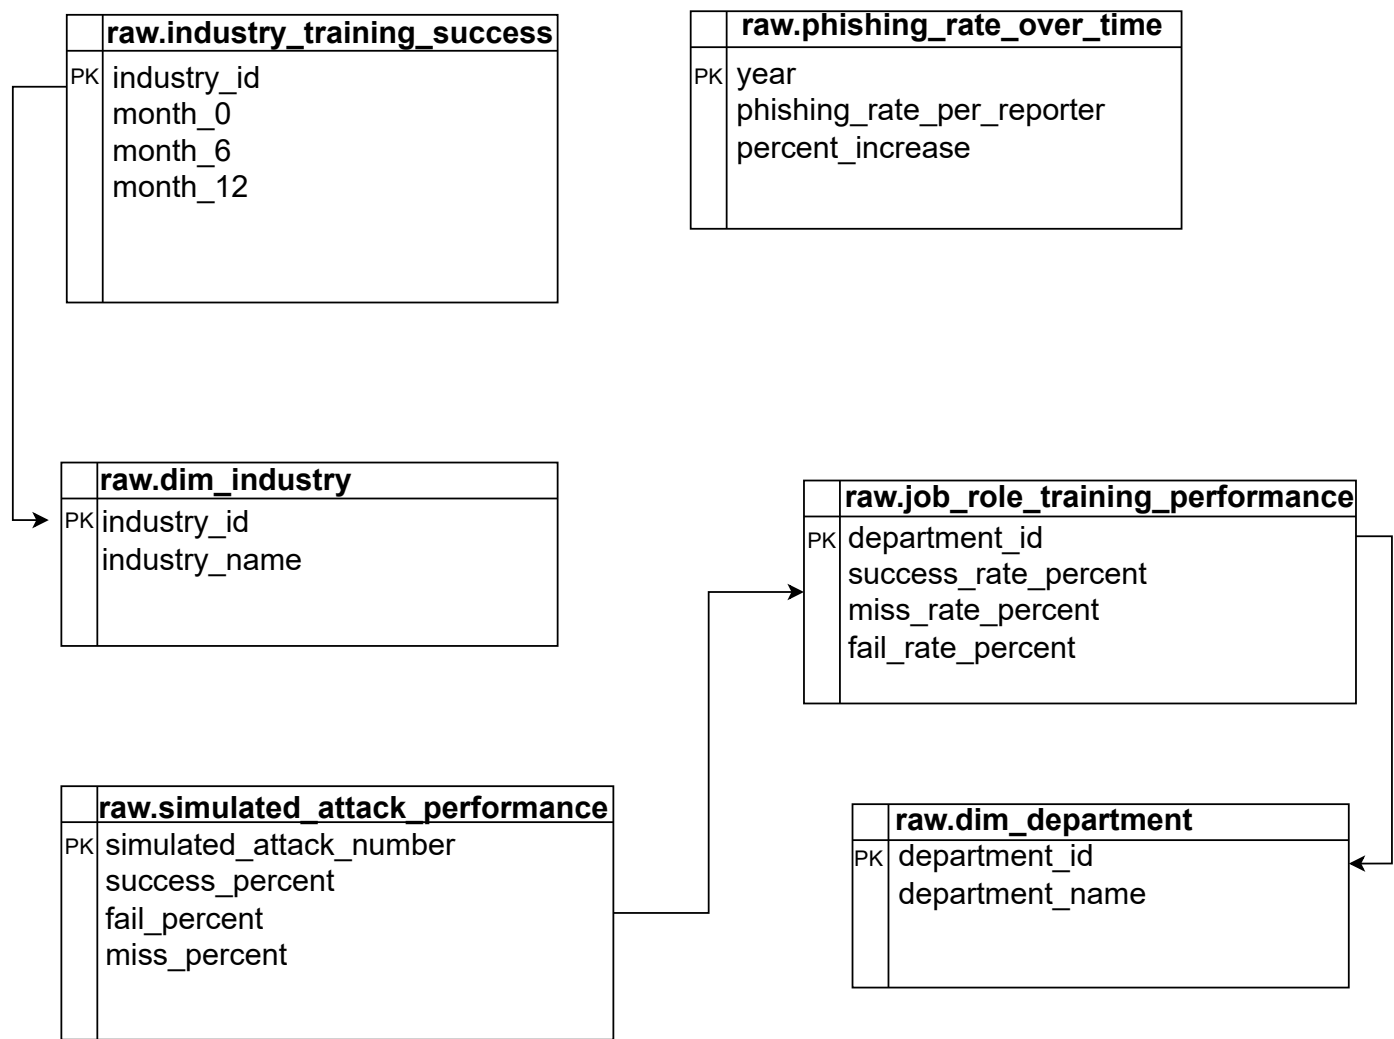 raw.industry_training_success
PK industry_id
month_0
month_6
month_12
raw.phishing_rate_over_time
PK year
phishing_rate_per_reporter
percent_increase
raw.dim_industry
PK industry_id
industry_name
raw.job_role_training_performance
PK department_id
success_rate_percent
miss_rate_percent
fail_rate_percent
raw.simulated_attack_performance
PK simulated_attack_number
success_percent
fail_percent
miss_percent
raw.dim_department
PK department_id
department_name